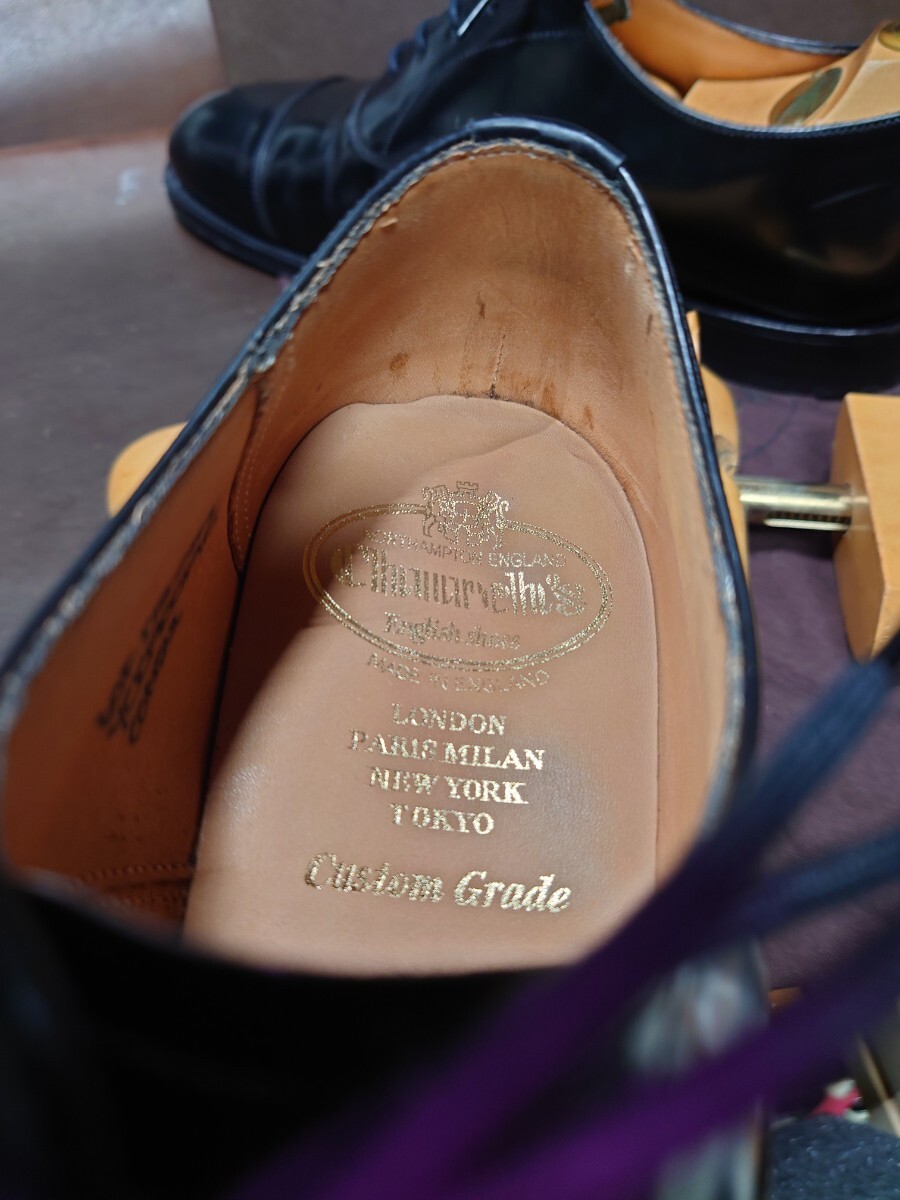 NORTHAMPTON ENGLAND
Church's
English shoes
MADE IN ENGLAND
LONDON
PARIS MILAN
NEW YORK
TOKYO
Custom Grade